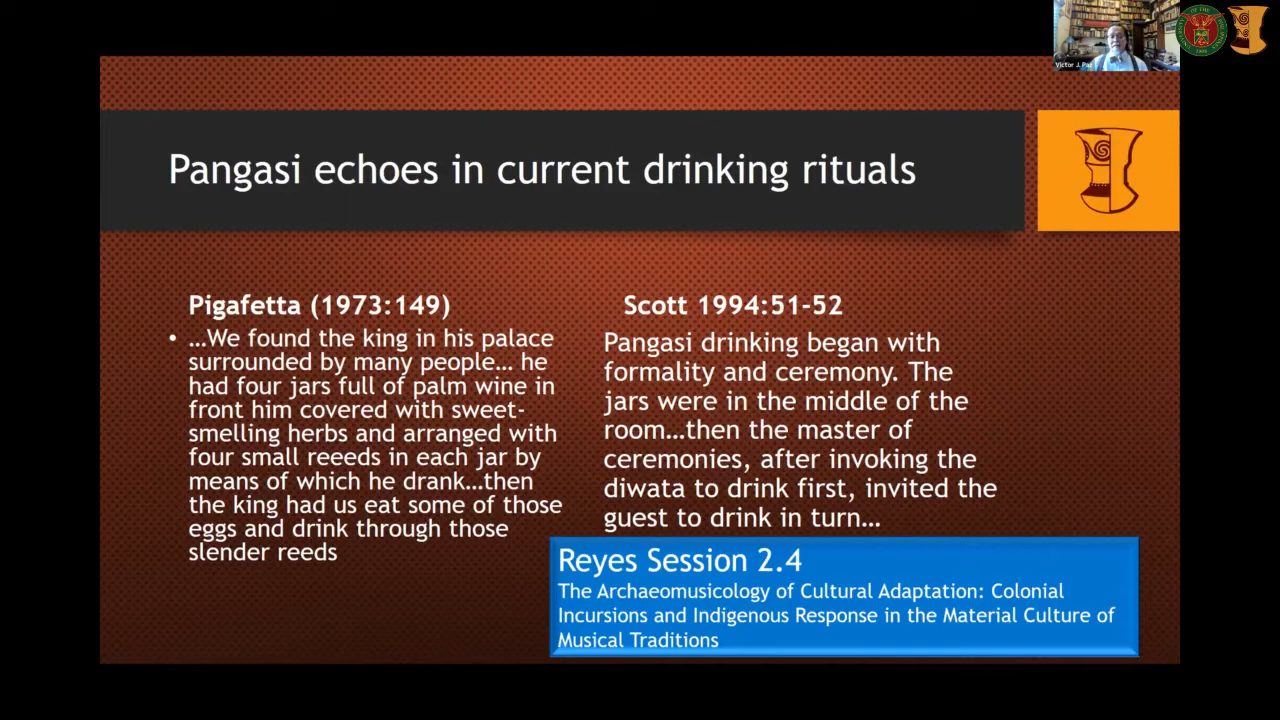 Victor J. Paz
Pangasi echoes in current drinking rituals
Pigafetta (1973:149)
• …We found the king in his palace
surrounded by many people… he
had four jars full of palm wine in
front him covered with sweet-
smelling herbs and arranged with
four small reeeds in each jar by
means of which he drank…then
the king had us eat some of those
eggs and drink through those
slender reeds
Scott 1994:51-52
Pangasi drinking began with
formality and ceremony. The
jars were in the middle of the
room…then the master of
ceremonies, after invoking the
diwata to drink first, invited the
guest to drink in turn…
Reyes Session 2.4
The Archaeomusicology of Cultural Adaptation: Colonial
Incursions and Indigenous Response in the Material Culture of
Musical Traditions